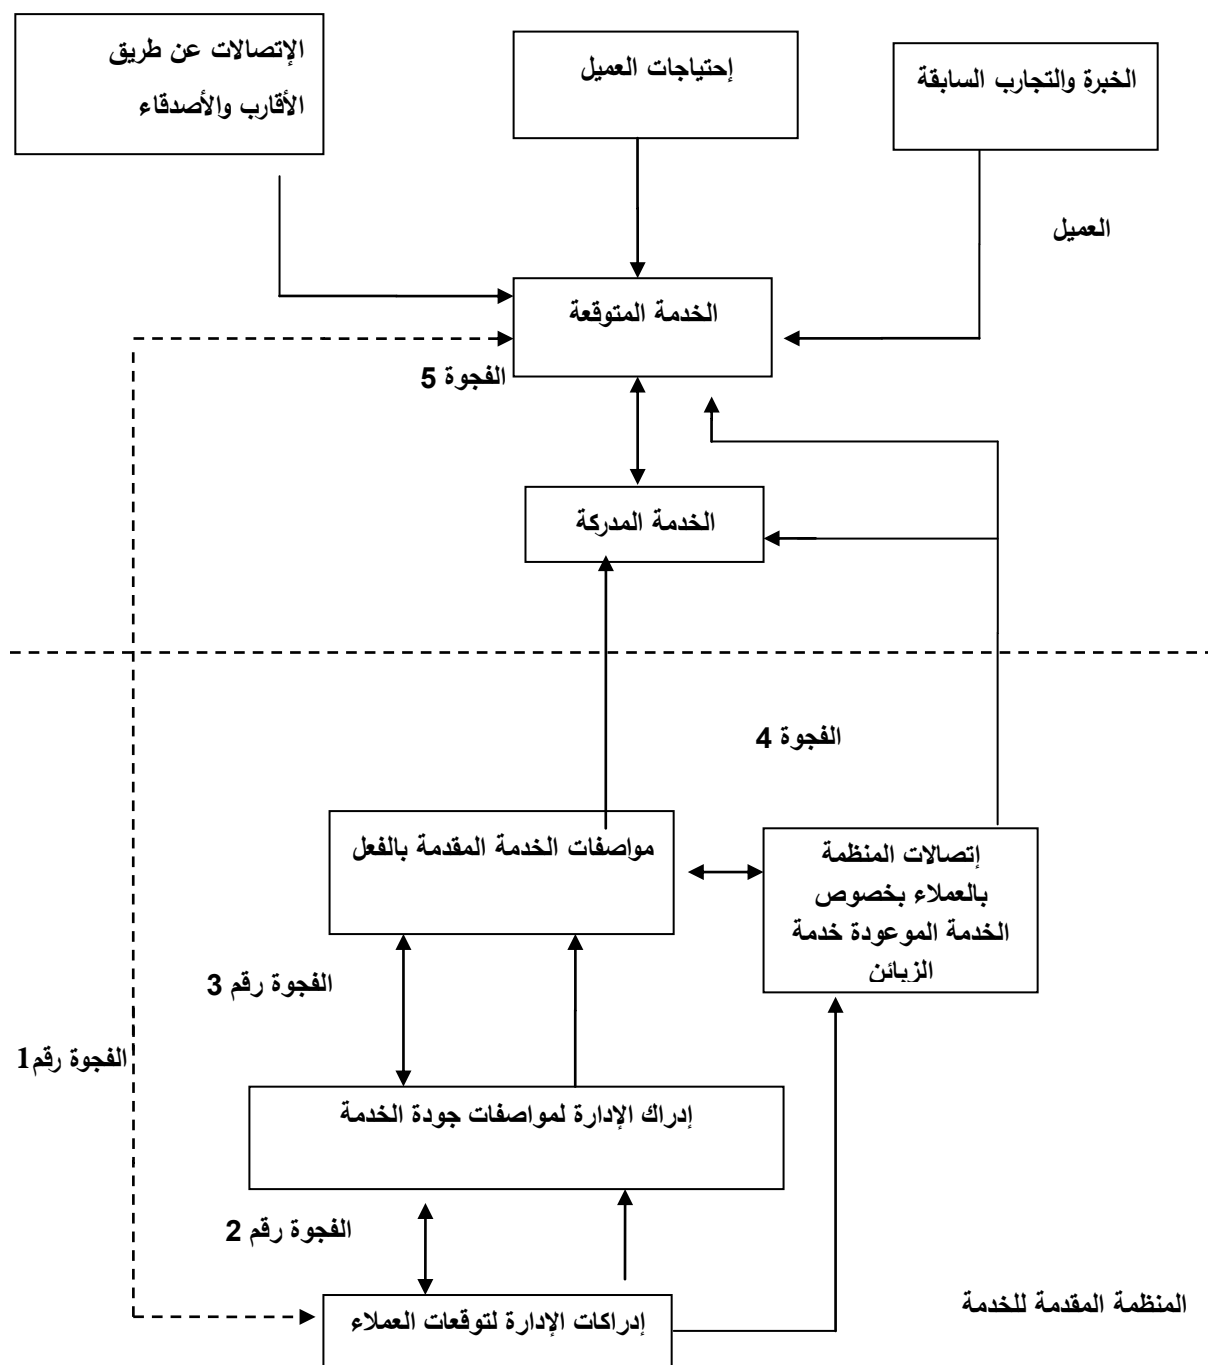 الخبرة والتجارب السابقة
إحتياجات العميل
الإتصالات عن طريق
الأقارب والأصدقاء
العميل
الخدمة المتوقعة
الفجوة 5
الخدمة المدركة
الفجوة 4
إتصالات المنظمة
بالعملاء بخصوص
الخدمة الموعودة خدمة
الزبائن
مواصفات الخدمة المقدمة بالفعل
الفجوة رقم 3
الفجوة رقم1
إدراك الإدارة لمواصفات جودة الخدمة
الفجوة رقم 2
إدراكات الإدارة لتوقعات العملاء
المنظمة المقدمة للخدمة